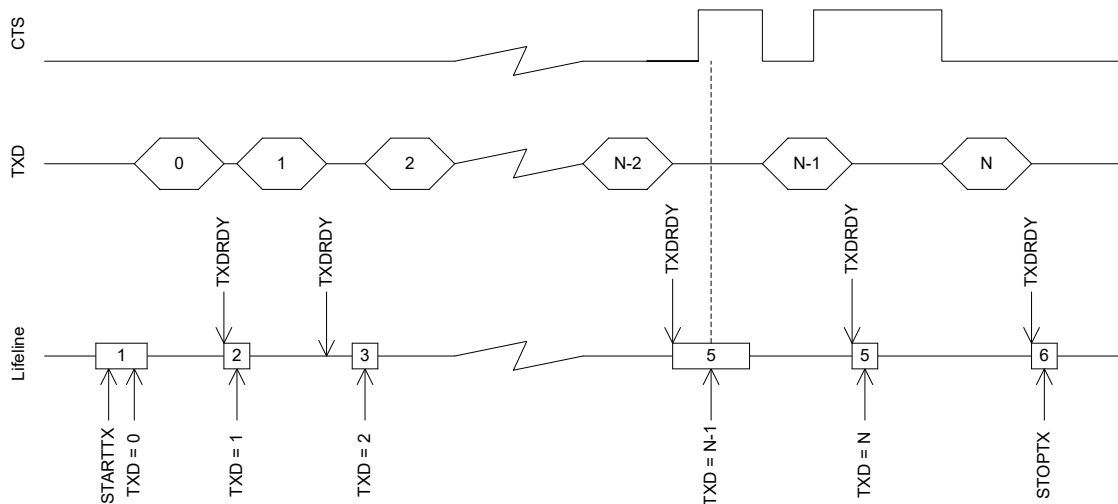 CTS
TXD
0
1
2
N-2
N-1
N
TXDRDY
TXDRDY
TXDRDY
TXDRDY
TXDRDY
Lifeline
1
2
3
5
5
6
STARTTX
TXD = 0
TXD = 1
TXD = 2
TXD = N-1
TXD = N
STOPTX